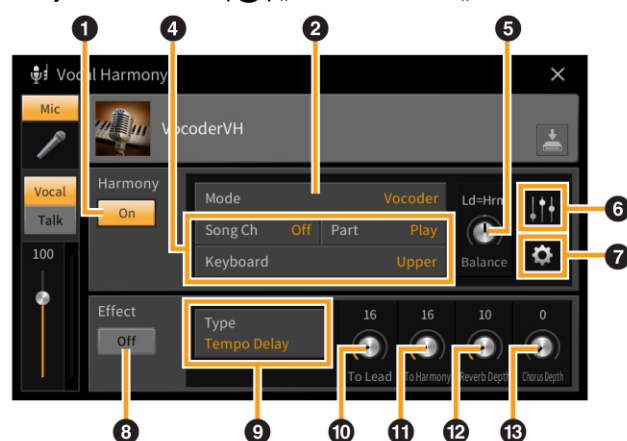 1
4
2
5
Vocal Harmony
Mic
VocoderVH
Harmony
On
Mode Vocoder
Ld=Hrm
Vocal
Talk
Song Ch Off Part Play
Keyboard Upper
Balance
6
7
100
Effect
Off
Type
Tempo Delay
16 16 10 0
To Lead To Harmony Reverb Depth Chorus Depth
8
9
10
11
12
13